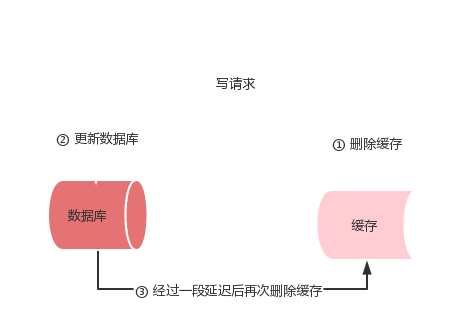 写请求
② 更新数据库
① 删除缓存
数据库
缓存
③ 经过一段延迟后再次删除缓存